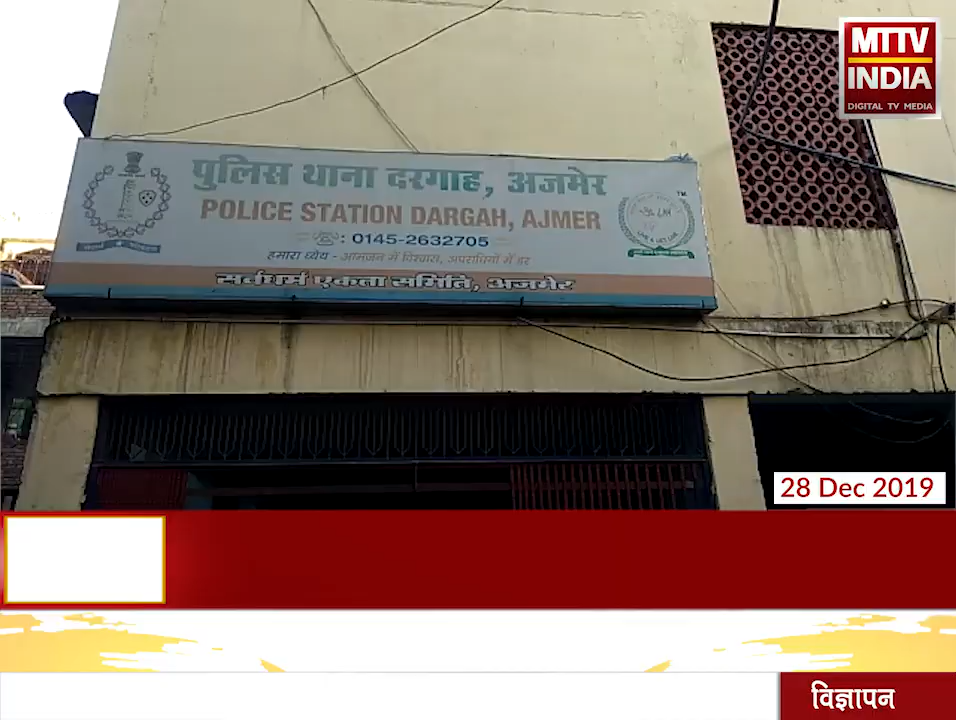 MTTV
INDIA
DIGITAL TV MEDIA
पुलिस थाना दरगाह, अजमेर
POLICE STATION DARGAH, AJMER
: 0145-2632705
हमारा ध्येय - आमजन में विश्वास, अपराधियों में डर
सर्वधर्म एकता समिति, अजमेर
TM
28 Dec 2019
विज्ञापन